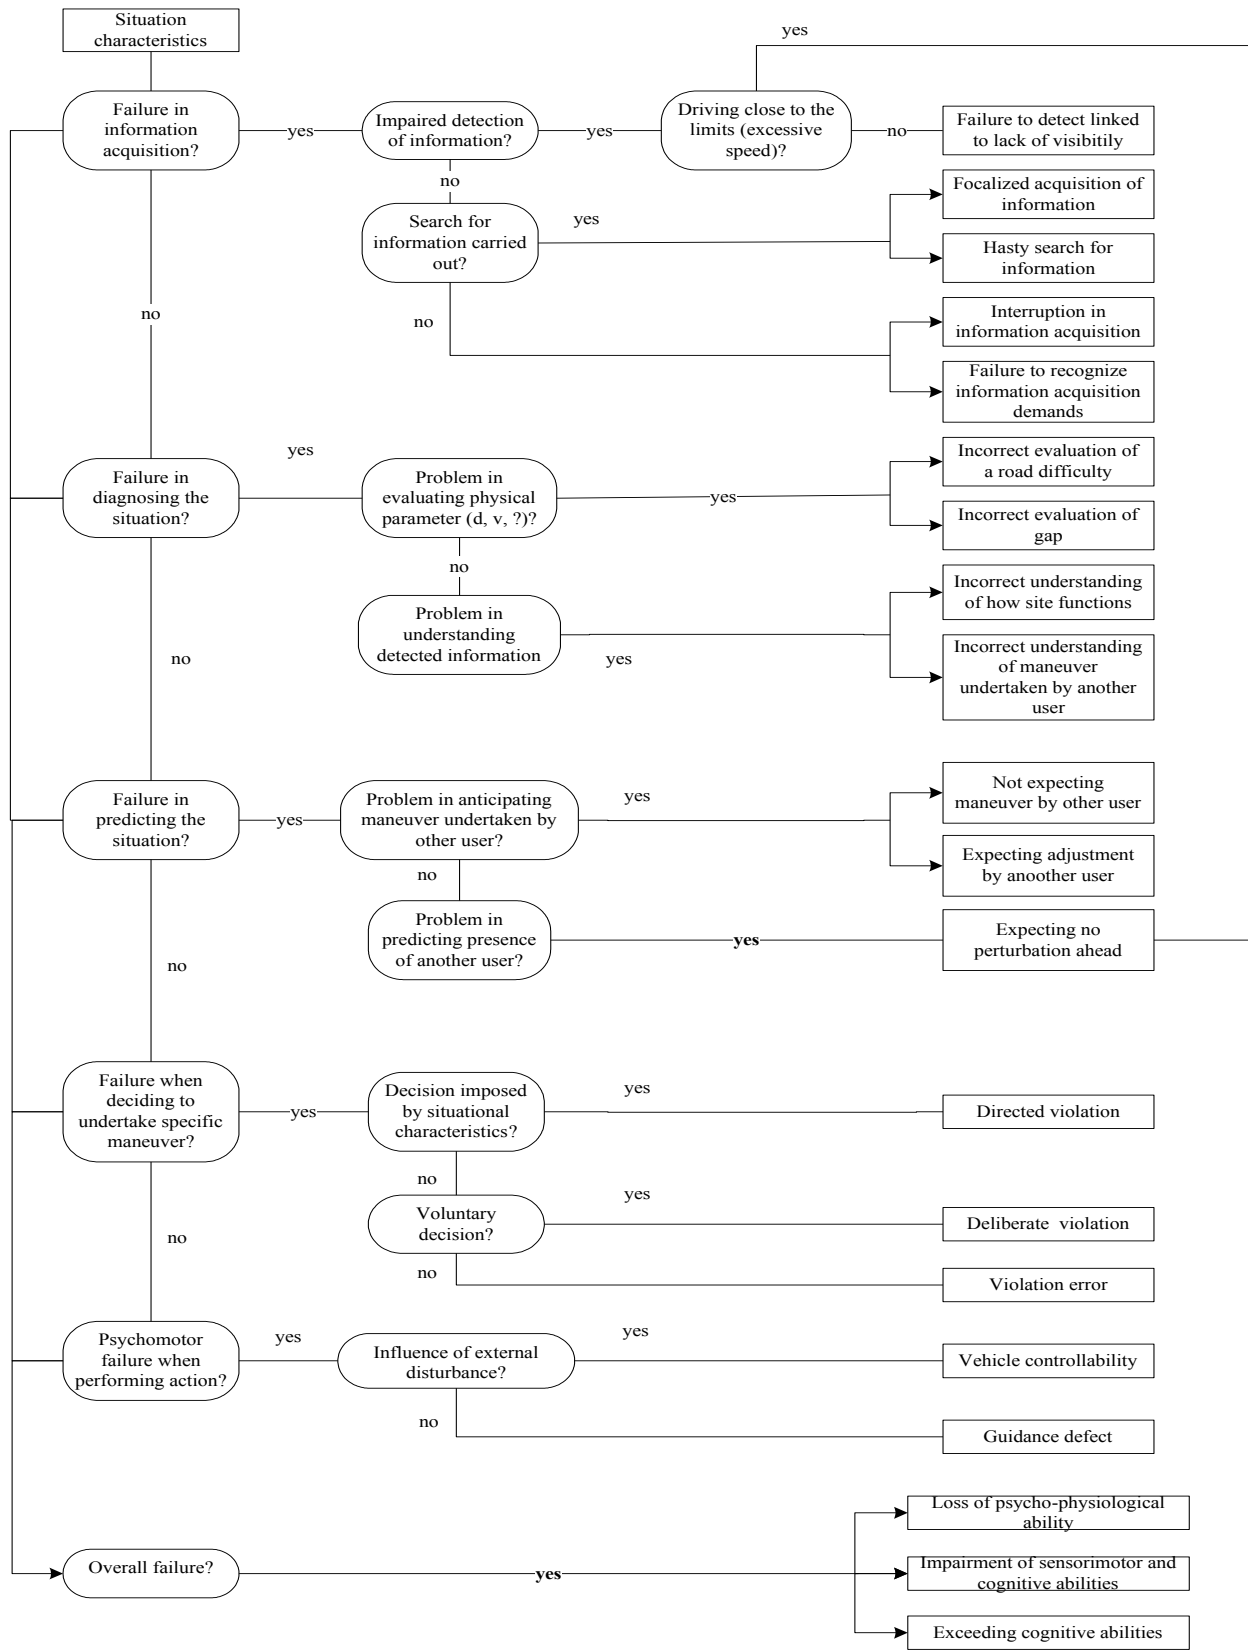 Situation
characteristics
yes
Failure in
information
acquisition?
yes
Impaired detection
of information?
yes
Driving close to the
limits (excessive
speed)?
no
Failure to detect linked
to lack of visibitily
no
Focalized acquisition of
information
Search for
information carried
out?
yes
Hasty search for
information
no
no
Interruption in
information acquisition
Failure to recognize
information acquisition
demands
Failure in
diagnosing the
situation?
yes
Problem in
evaluating physical
parameter (d, v, ?)?
yes
Incorrect evaluation of
a road difficulty
Incorrect evaluation of
gap
no
Problem in
understanding
detected information
yes
Incorrect understanding
of how site functions
Incorrect understanding
of maneuver
undertaken by another
user
no
Failure in
predicting the
situation?
yes
Problem in anticipating
maneuver undertaken by
other user?
yes
Not expecting
maneuver by other user
Expecting adjustment
by anoother user
no
Problem in
predicting presence
of another user?
yes
Expecting no
perturbation ahead
no
Failure when
deciding to
undertake specific
maneuver?
yes
Decision imposed
by situational
characteristics?
yes
Directed violation
no
Voluntary
decision?
yes
Deliberate violation
no
no
Violation error
Psychomotor
failure when
performing action?
yes
Influence of external
disturbance?
yes
Vehicle controllability
no
Guidance defect
Overall failure?
yes
Loss of psycho-physiological
ability
Impairment of sensorimotor and
cognitive abilities
Exceeding cognitive abilities